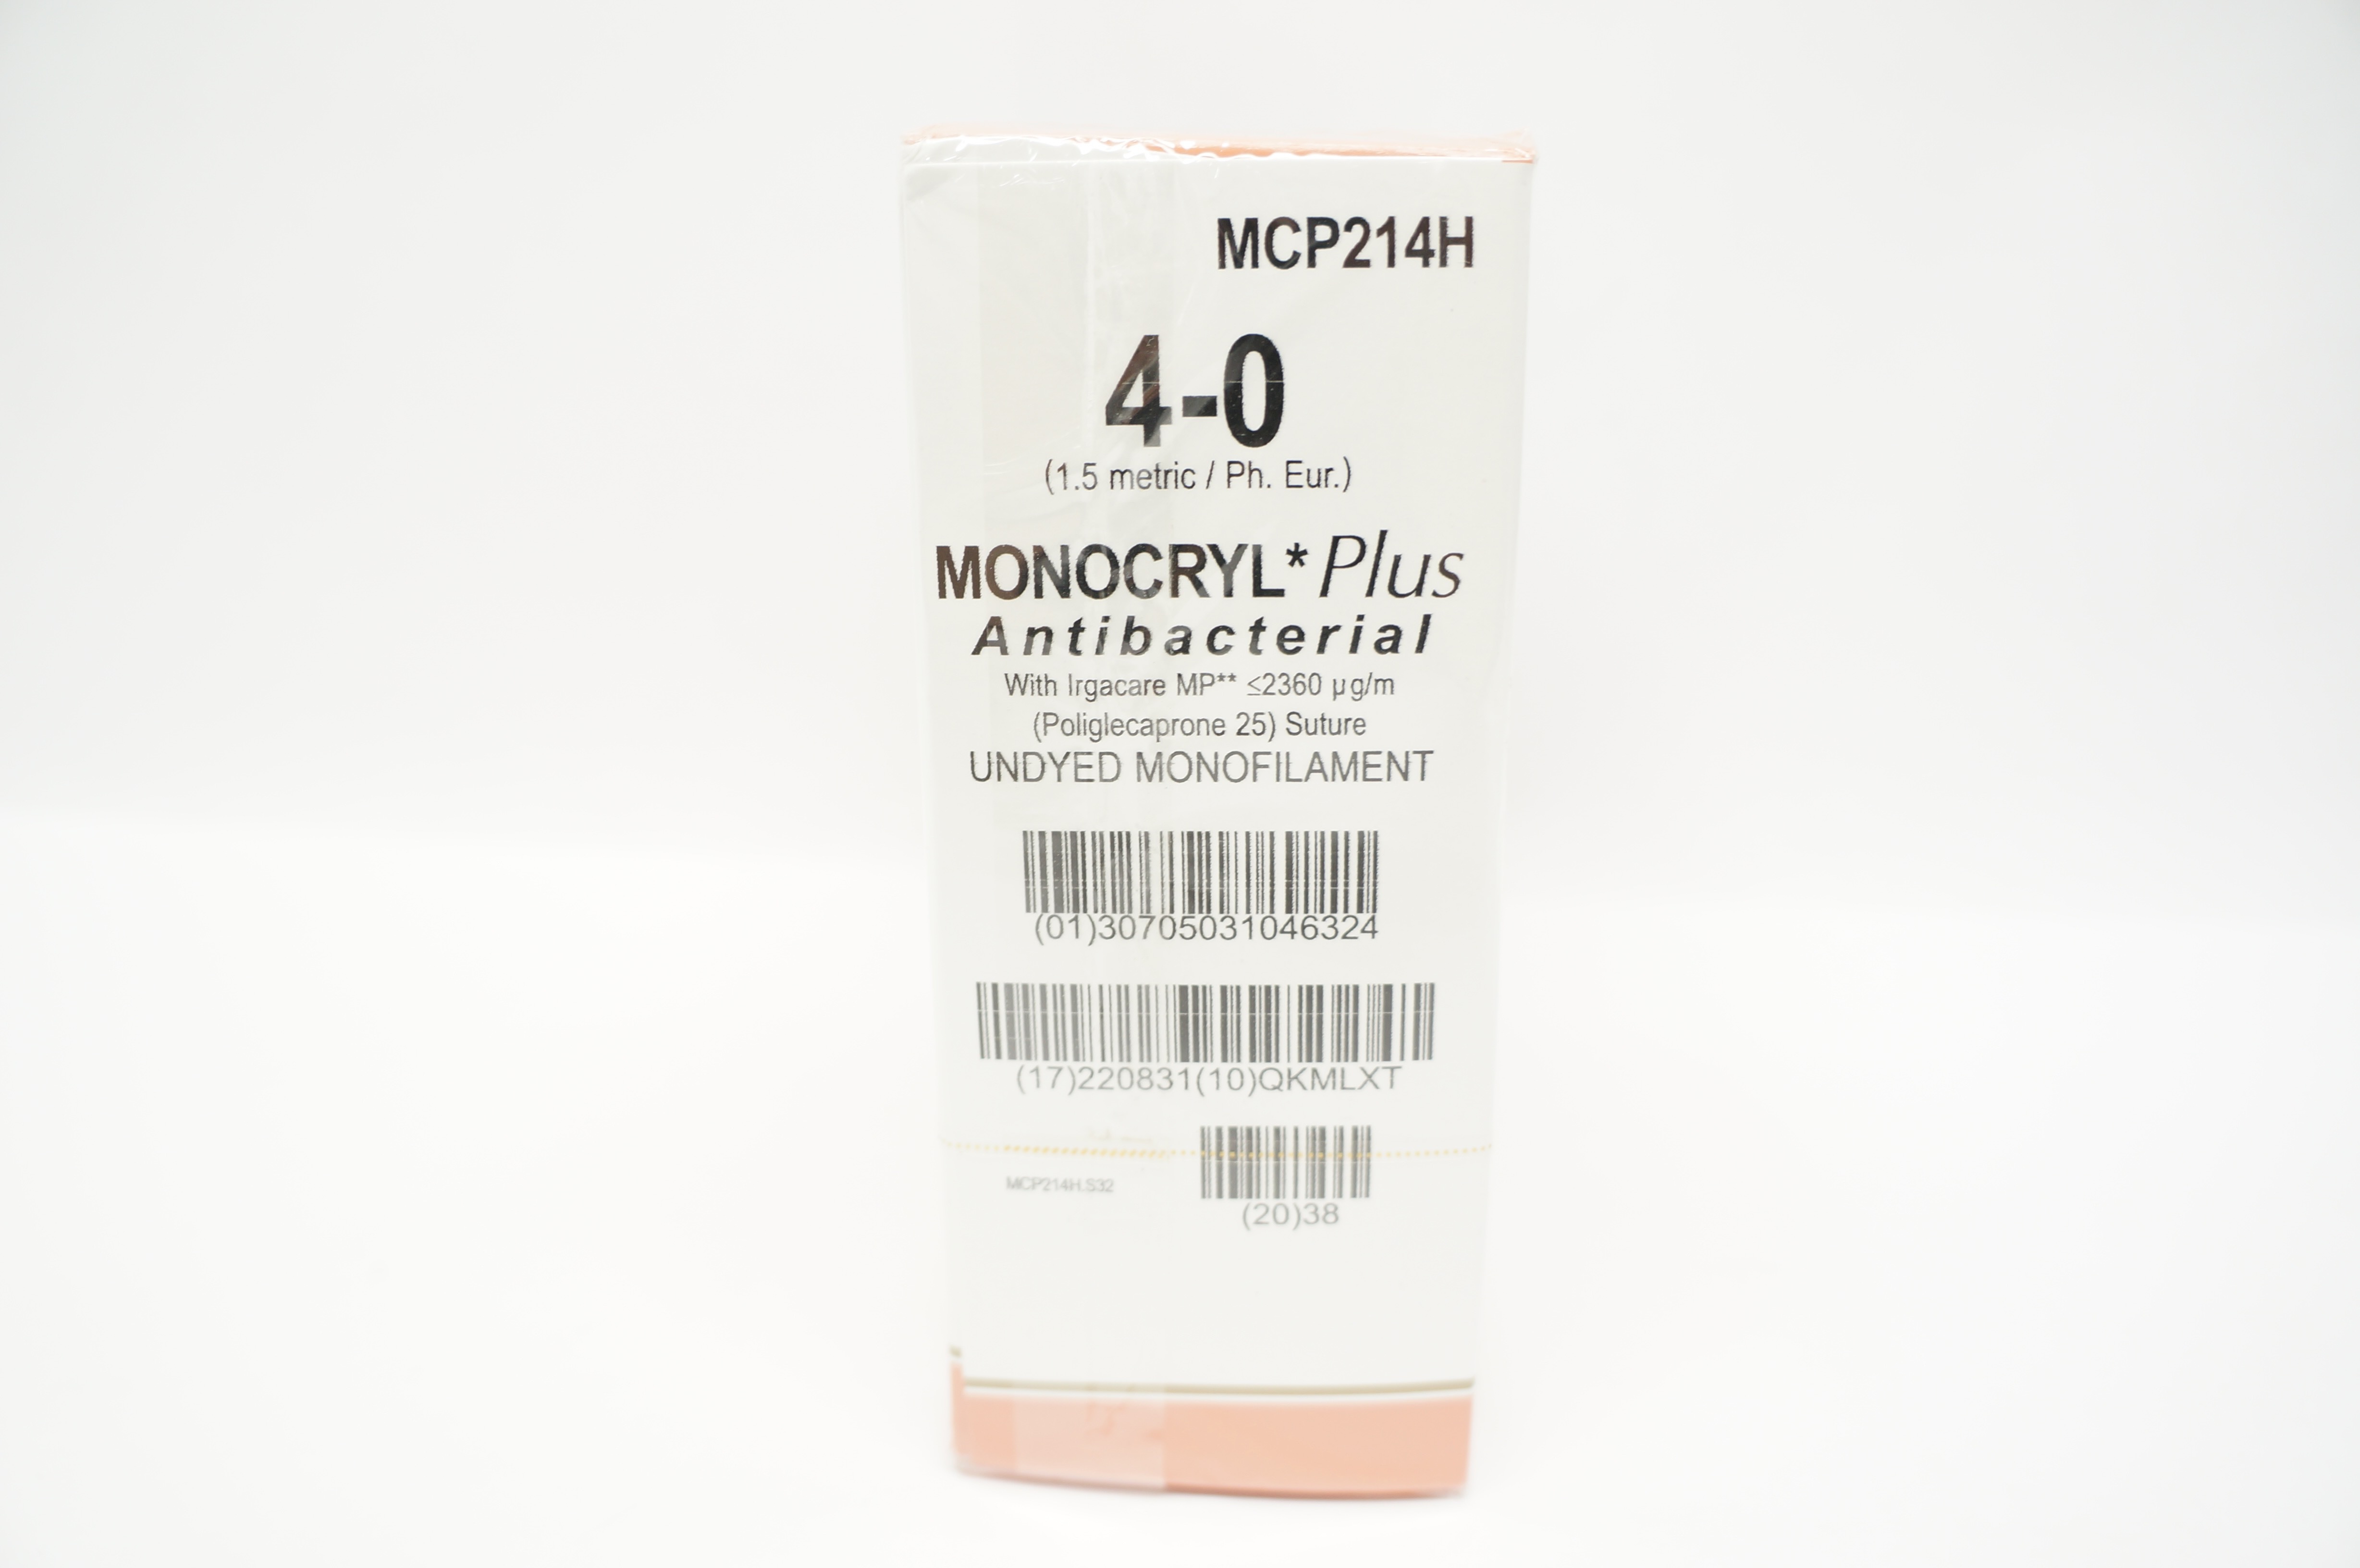 MCP214H
4-0
(1.5 metric / Ph. Eur.)
MONOCRYL* Plus
Antibacterial
With Irgacare MP** ≤2360 µg/m
(Poliglecaprone 25) Suture
UNDYED MONOFILAMENT
(01)30705031046324
(17)220831(10)QKMLXT
MCP214H.S32
(20)38